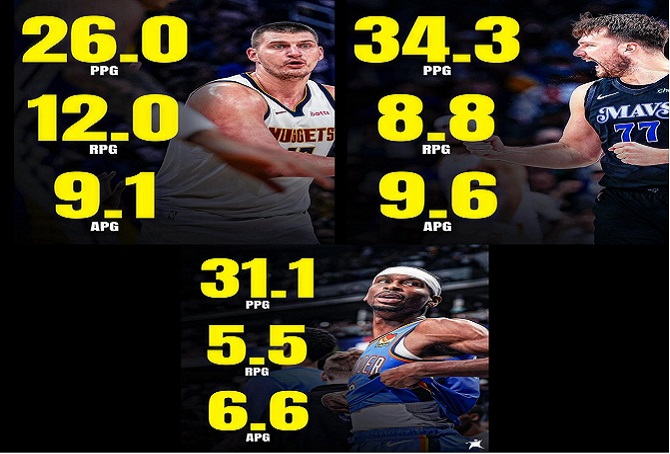 26.0
PPG
12.0
RPG
9.1
APG
NUGGETS
34.3
PPG
8.8
RPG
9.6
APG
MAVS
77
31.1
PPG
5.5
RPG
6.6
APG